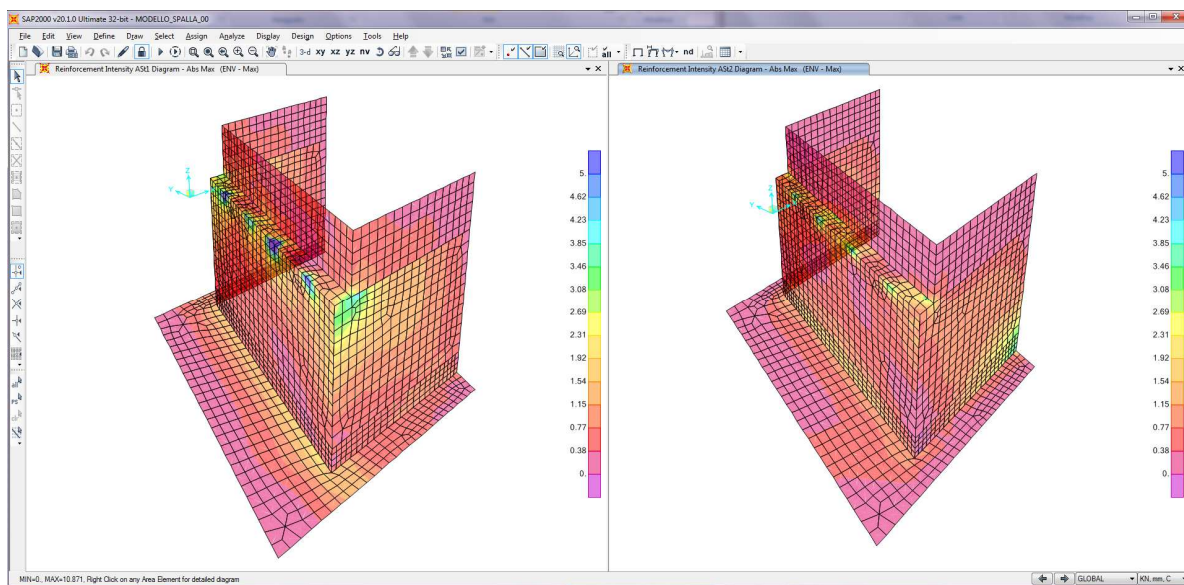 SAP2000 v20.1.0 Ultimate 32-bit - MODELLO_SPALLA_00
File Edit View Define Draw Select Assign Analyze Display Design Options Tools Help
3-d xy xz yz nv all nd
Reinforcement Intensity ASt1 Diagram - Abs Max (ENV - Max)
Reinforcement Intensity ASt2 Diagram - Abs Max (ENV - Max)
Z
Y
5.
4.62
4.23
3.85
3.46
3.08
2.69
2.31
1.92
1.54
1.15
0.77
0.38
0.
Z
Y
5.
4.62
4.23
3.85
3.46
3.08
2.69
2.31
1.92
1.54
1.15
0.77
0.38
0.
all
PS
clr
MIN=0., MAX=10.871, Right Click on any Area Element for detailed diagram
GLOBAL
KN, mm, C